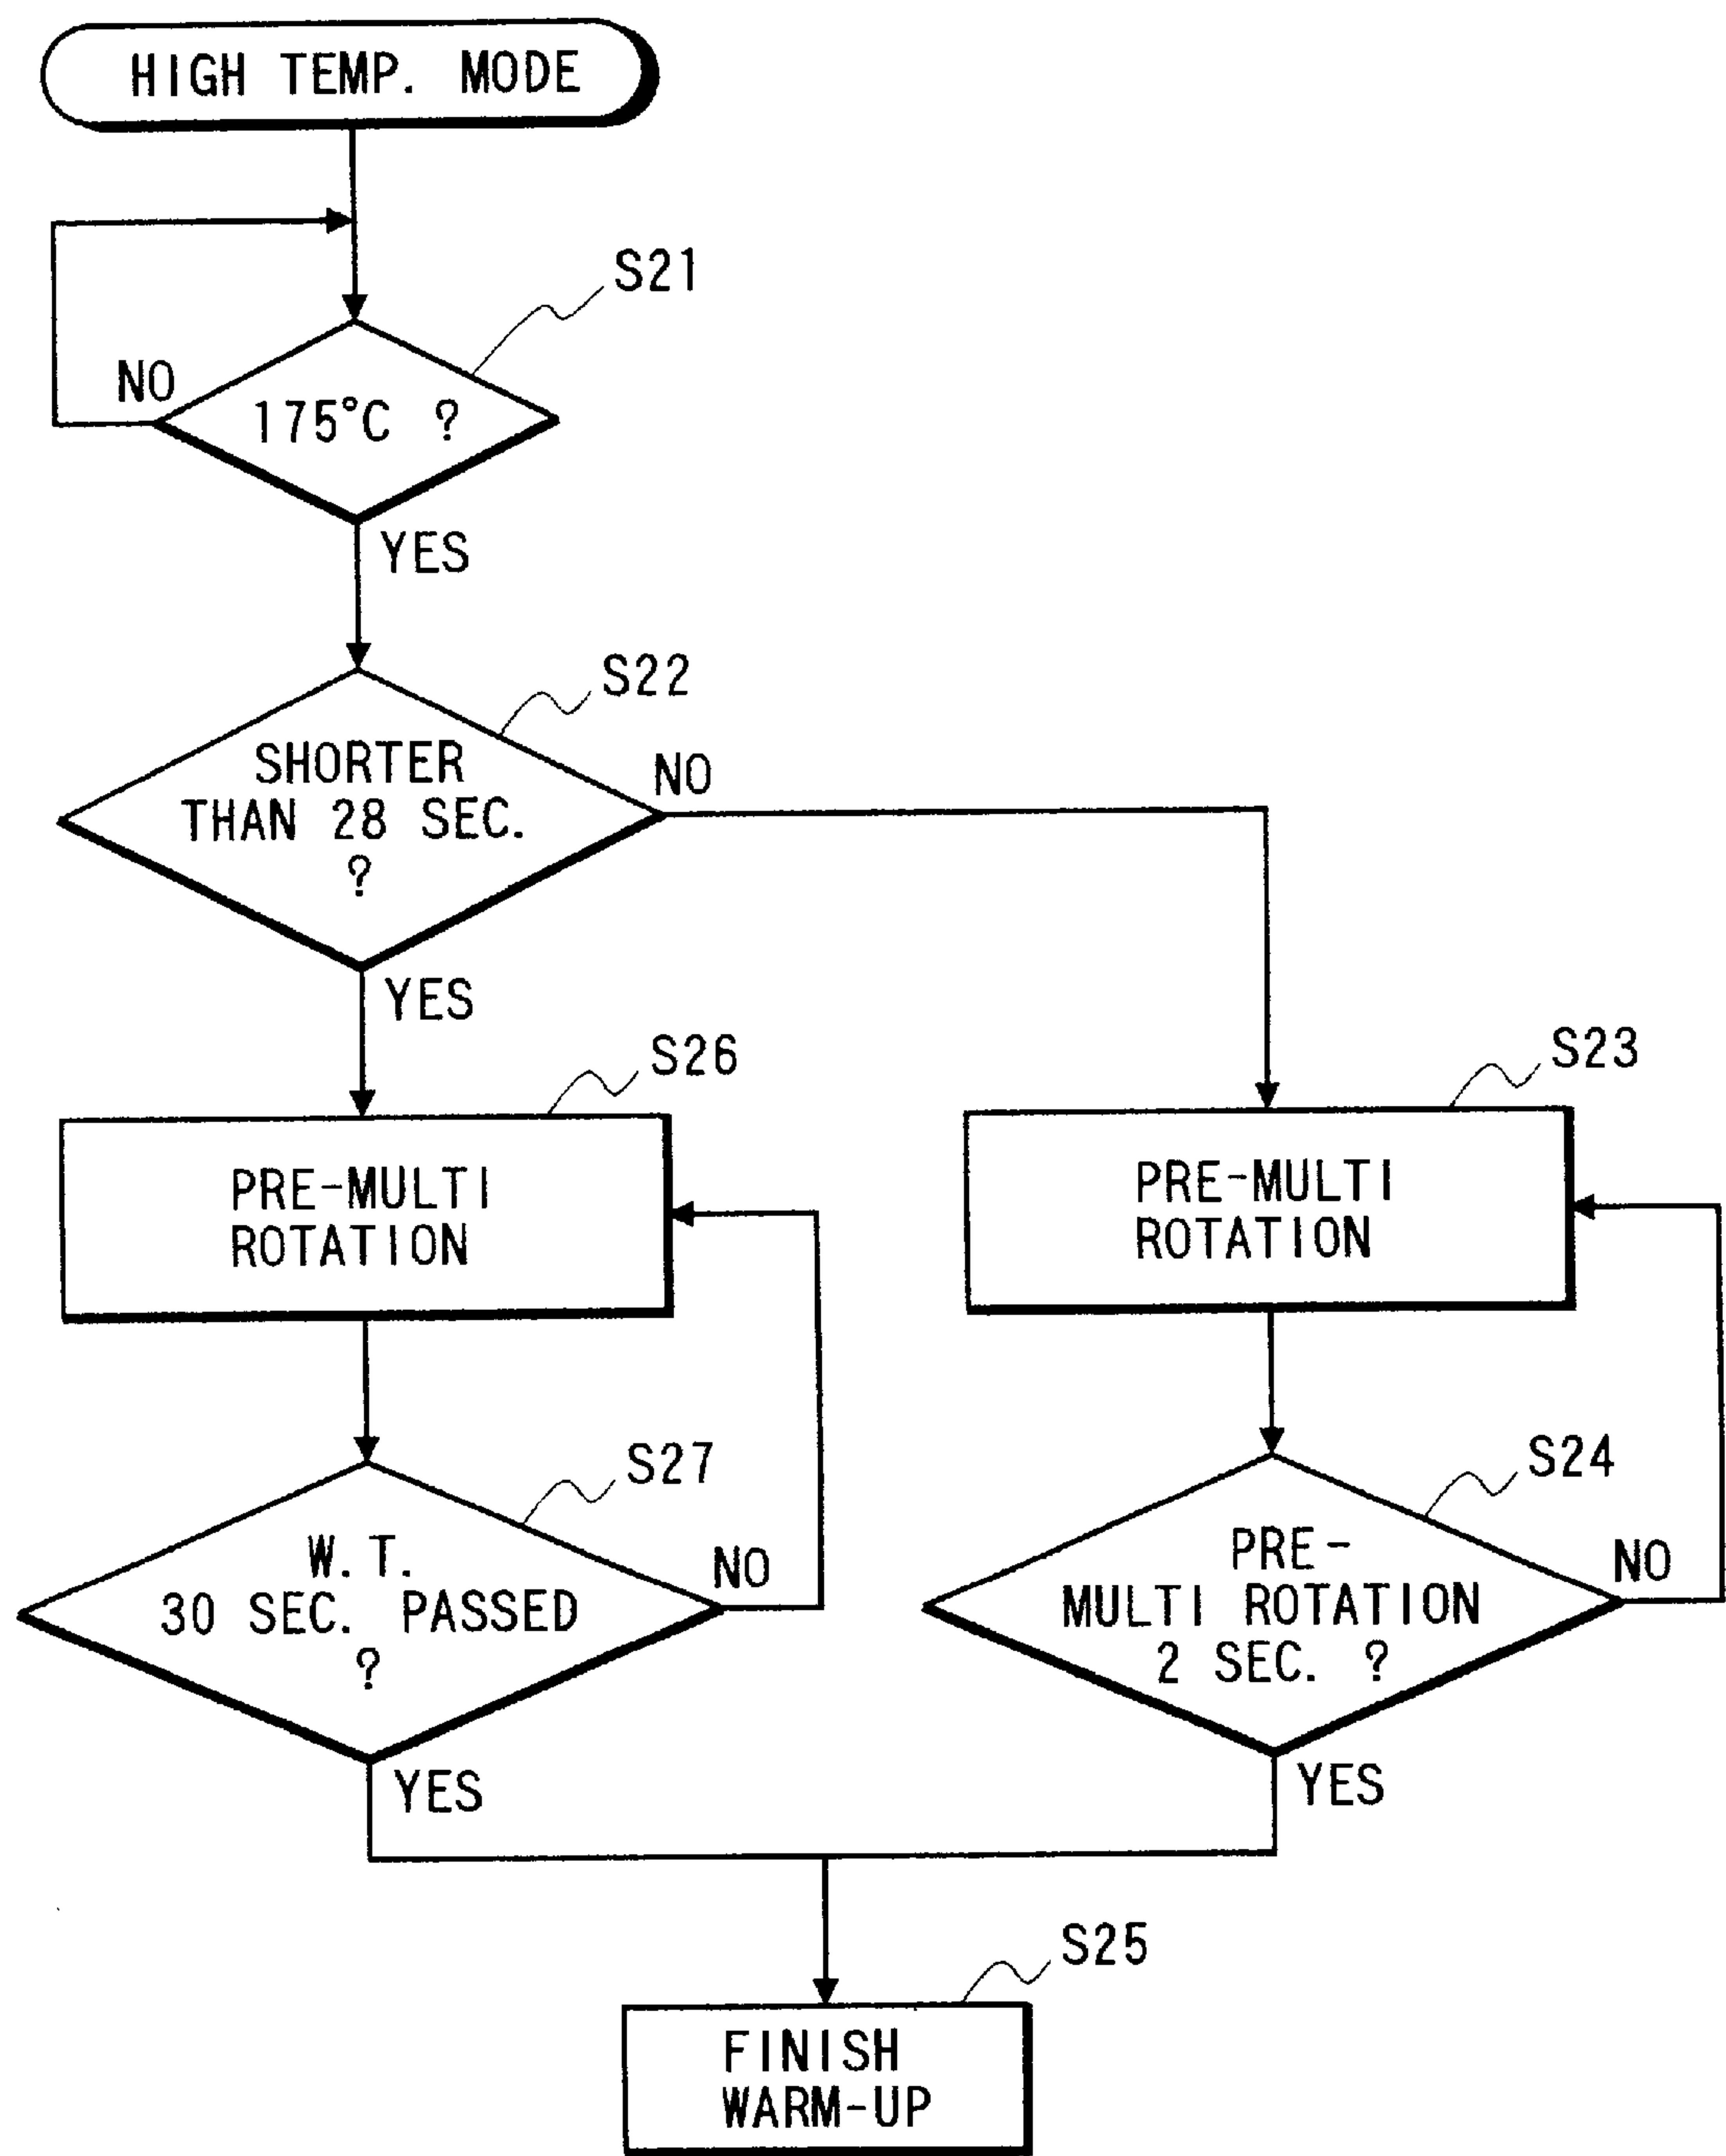 HIGH TEMP. MODE
S21
NO
175°C ?
YES
S22
SHORTER
THAN 28 SEC.
?
NO
YES
S26
PRE-MULTI
ROTATION
S23
PRE-MULTI
ROTATION
S27
W.T.
30 SEC. PASSED
?
NO
YES
S24
PRE-
MULTI ROTATION
2 SEC. ?
NO
YES
S25
FINISH
WARM-UP